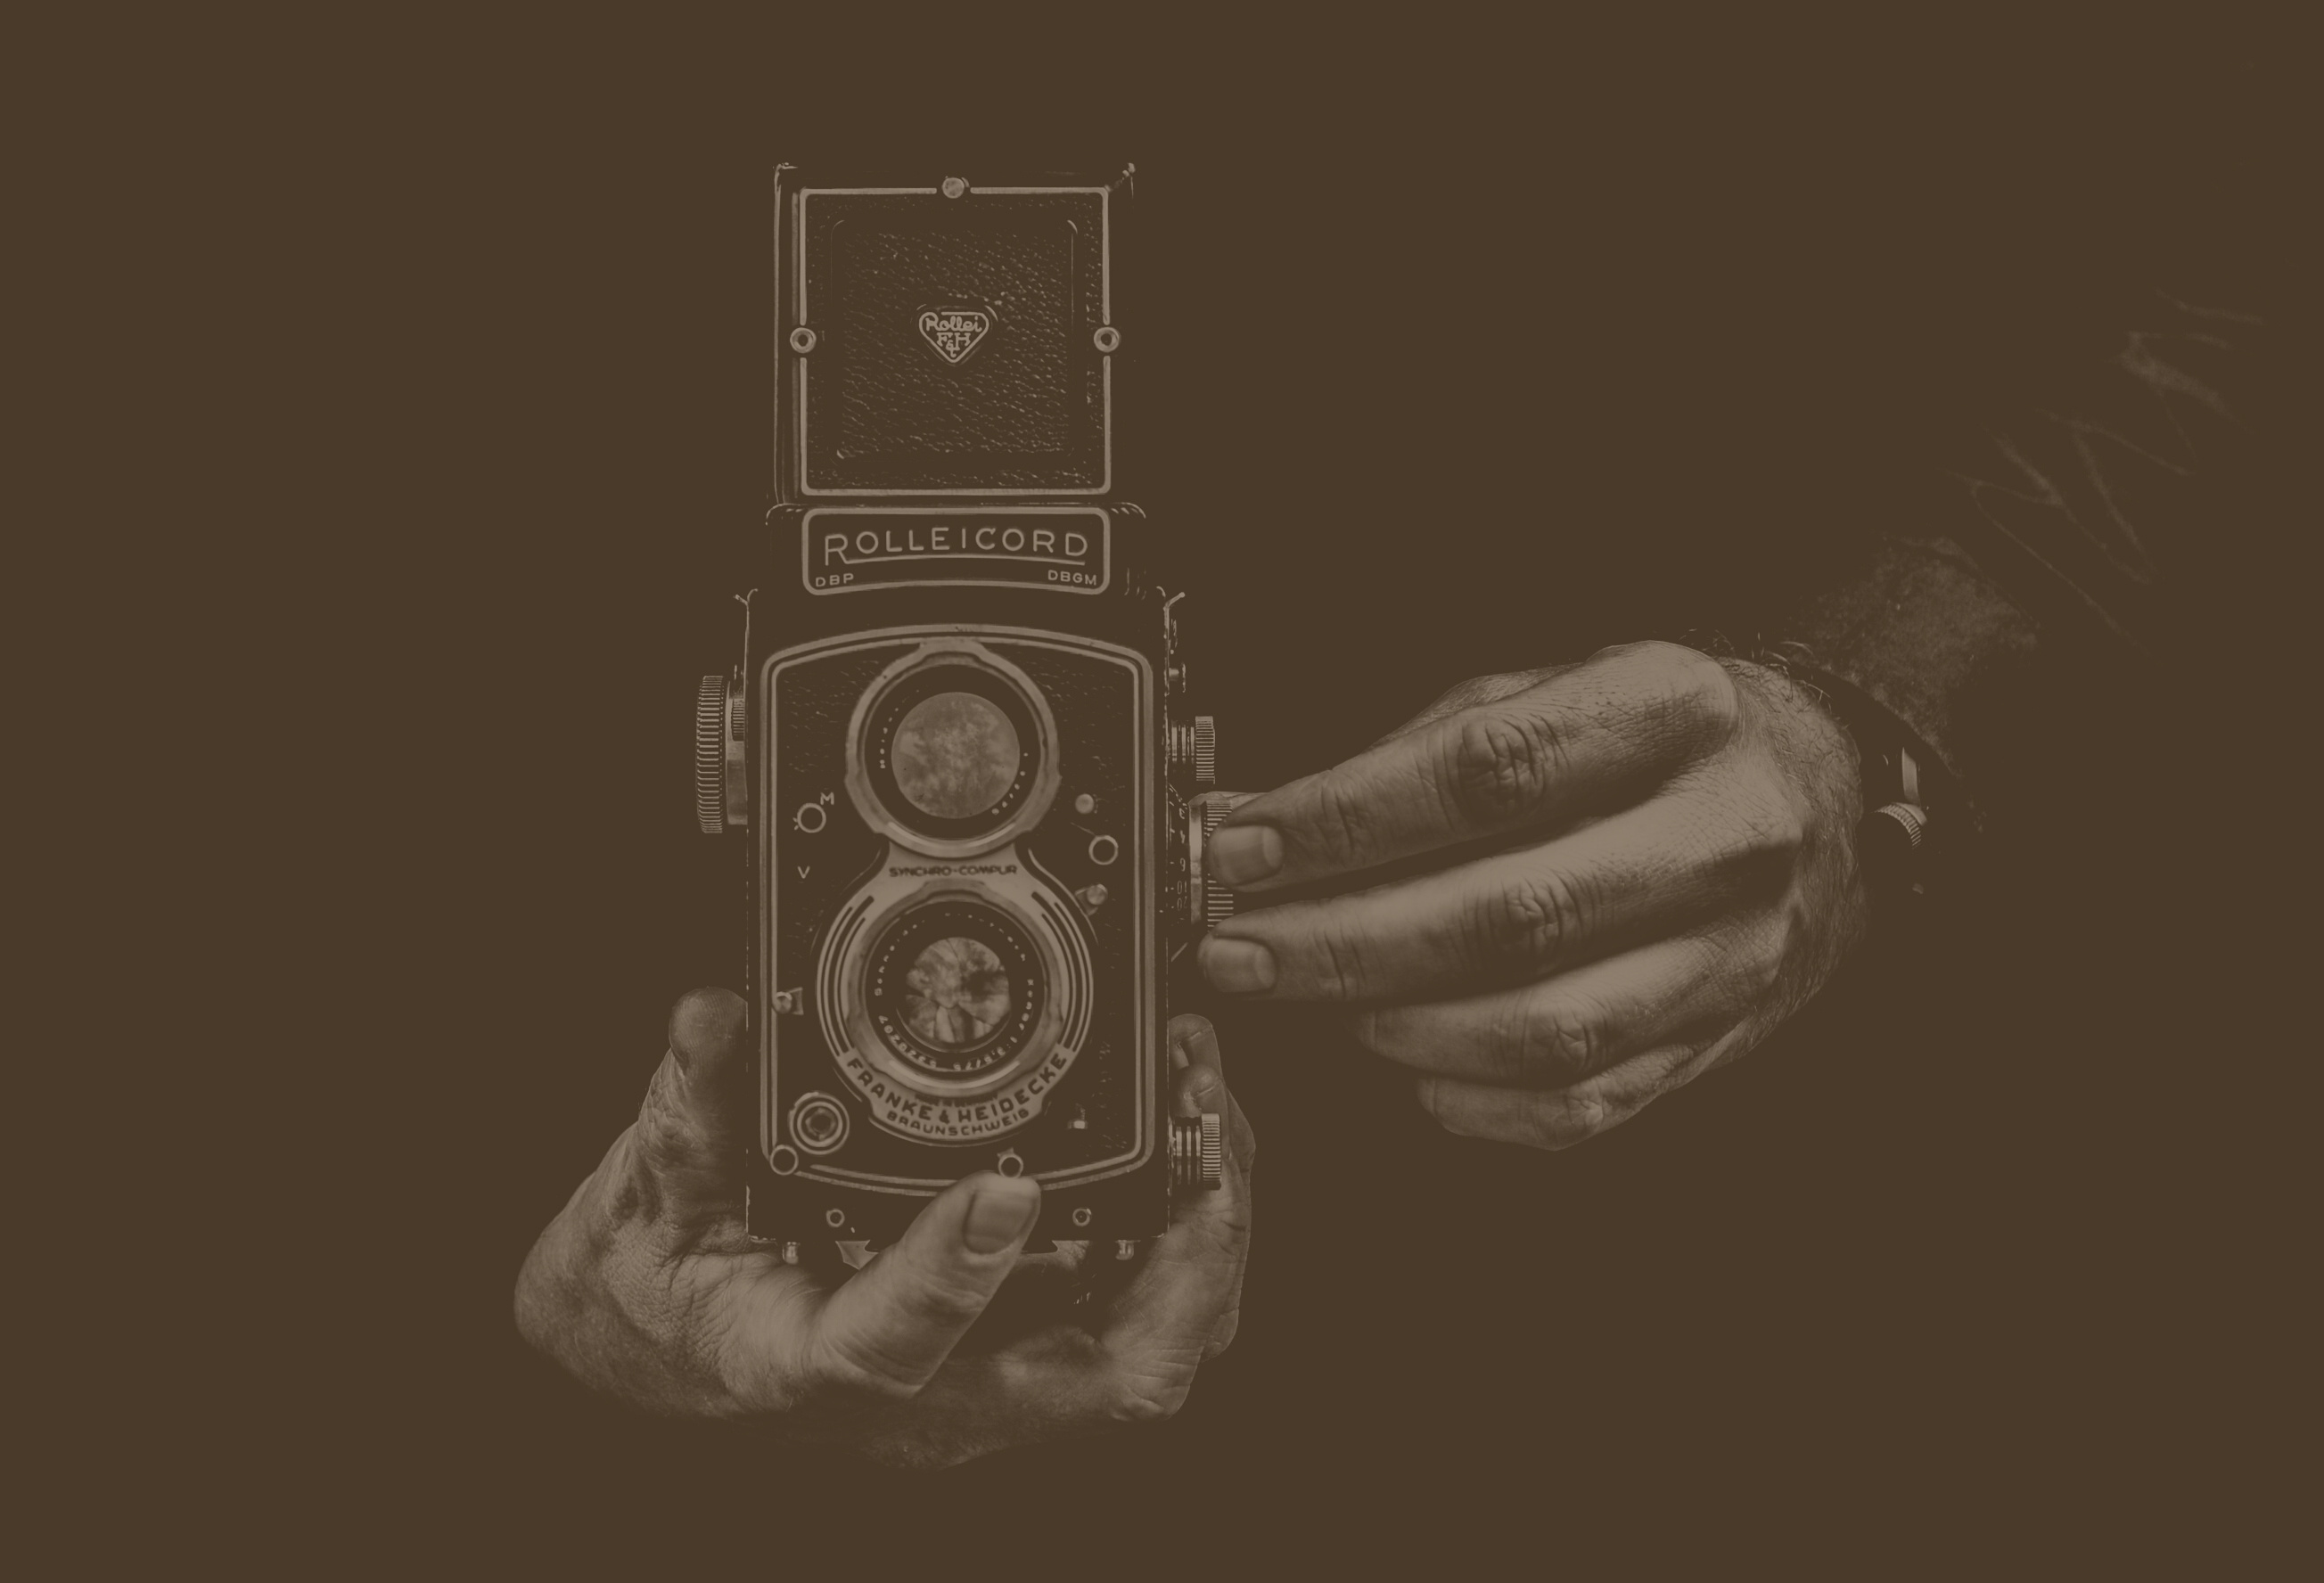 Rollei
F&H
ROLLEICORD
DBP DBGM
M
V
SYNCHRO-COMPUR
FRANKE & HEIDECKE
BRAUNSCHWEIG